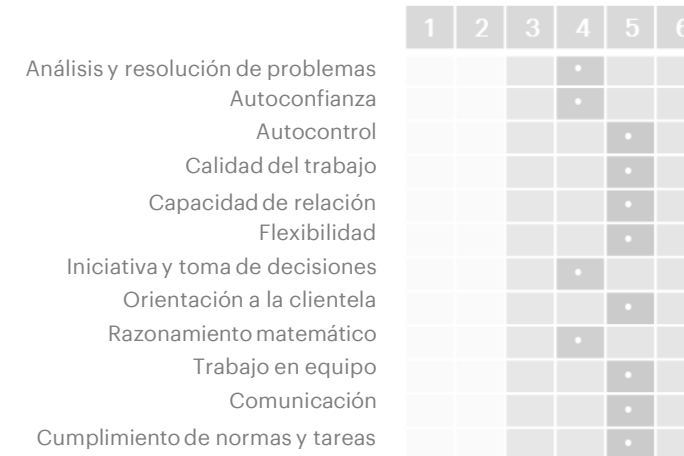 1 2 3 4 5 6
Análisis y resolución de problemas
Autoconfianza
Autocontrol
Calidad del trabajo
Capacidad de relación
Flexibilidad
Iniciativa y toma de decisiones
Orientación a la clientela
Razonamiento matemático
Trabajo en equipo
Comunicación
Cumplimiento de normas y tareas